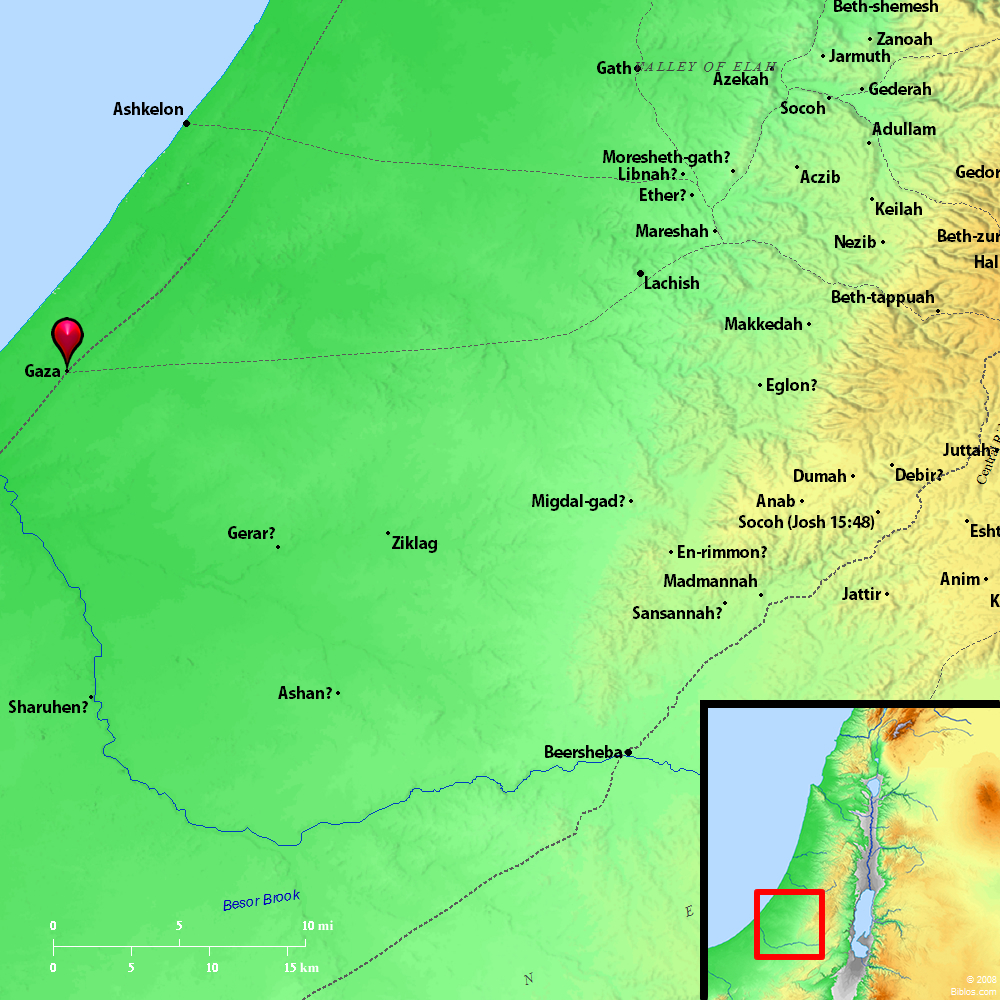 Beth-shemesh
Zanoah
Jarmuth
Gath
VALLEY OF ELAH
Azekah
Gederah
Socoh
Ashkelon
Adullam
Moresheth-gath?
Libnah?
Aczib
Gedor
Ether?
Keilah
Mareshah
Nezib
Beth-zur
Hal
Lachish
Beth-tappuah
Makkedah
Gaza
Eglon?
Juttah
Central R
Dumah
Debir?
Migdal-gad?
Anab
Socoh (Josh 15:48)
Esht
Gerar?
Ziklag
En-rimmon?
Madmannah
Anim
Jattir
K
Sansannah?
Ashan?
Sharuhen?
Beersheba
Besor Brook
E
0 5 10 mi
0 5 10 15 km
N
© 2008
Biblos.com